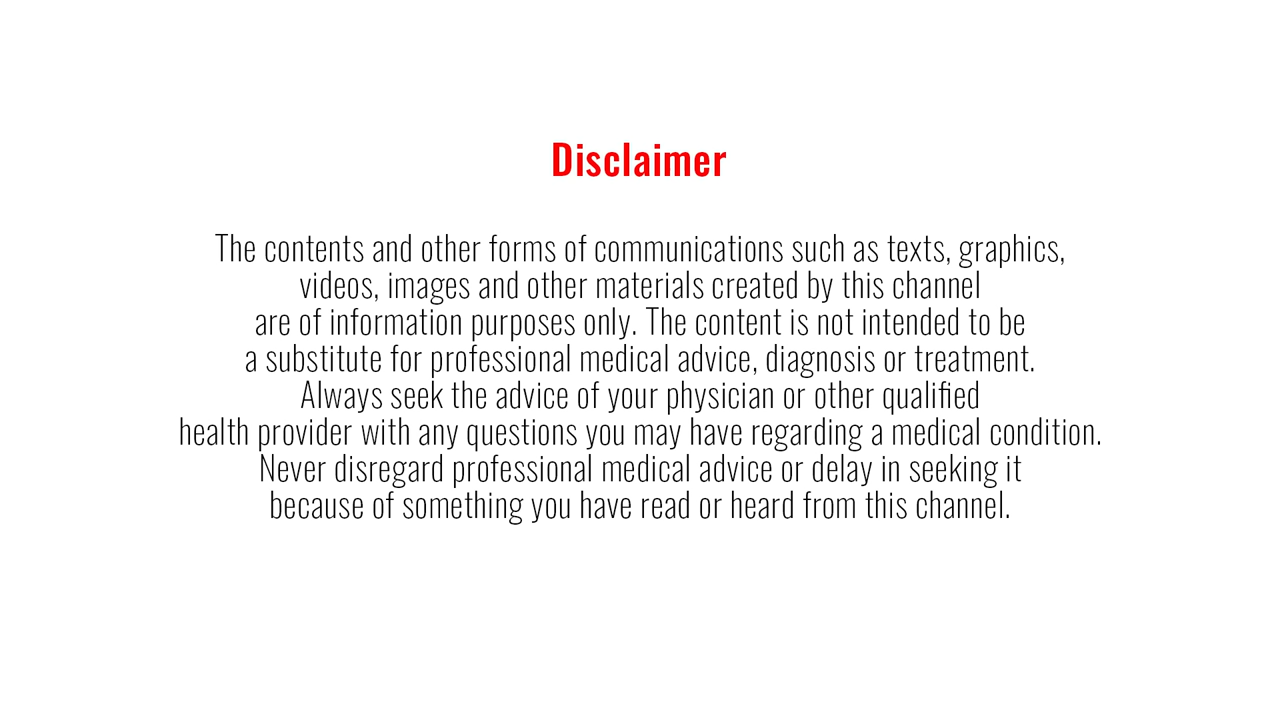 Disclaimer
The contents and other forms of communications such as texts, graphics,
videos, images and other materials created by this channel
are of information purposes only. The content is not intended to be
a substitute for professional medical advice, diagnosis or treatment.
Always seek the advice of your physician or other qualified
health provider with any questions you may have regarding a medical condition.
Never disregard professional medical advice or delay in seeking it
because of something you have read or heard from this channel.